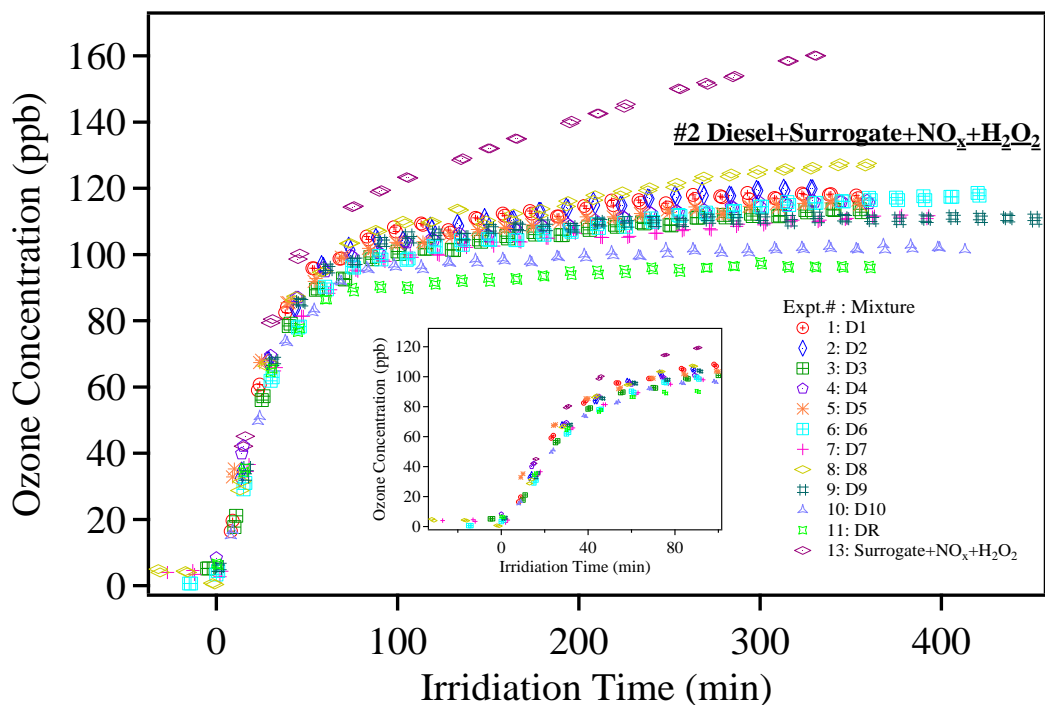 160
140
120
100
80
60
40
20
0
Ozone Concentration (ppb)
#2 Diesel+Surrogate+NOx+H2O2
Expt.# : Mixture
1: D1
2: D2
3: D3
4: D4
5: D5
6: D6
7: D7
8: D8
9: D9
10: D10
11: DR
13: Surrogate+NOx+H2O2
120
100
80
60
40
20
0
Ozone Concentration (ppb)
0 40 80
Irridiation Time (min)
0 100 200 300 400
Irridiation Time (min)